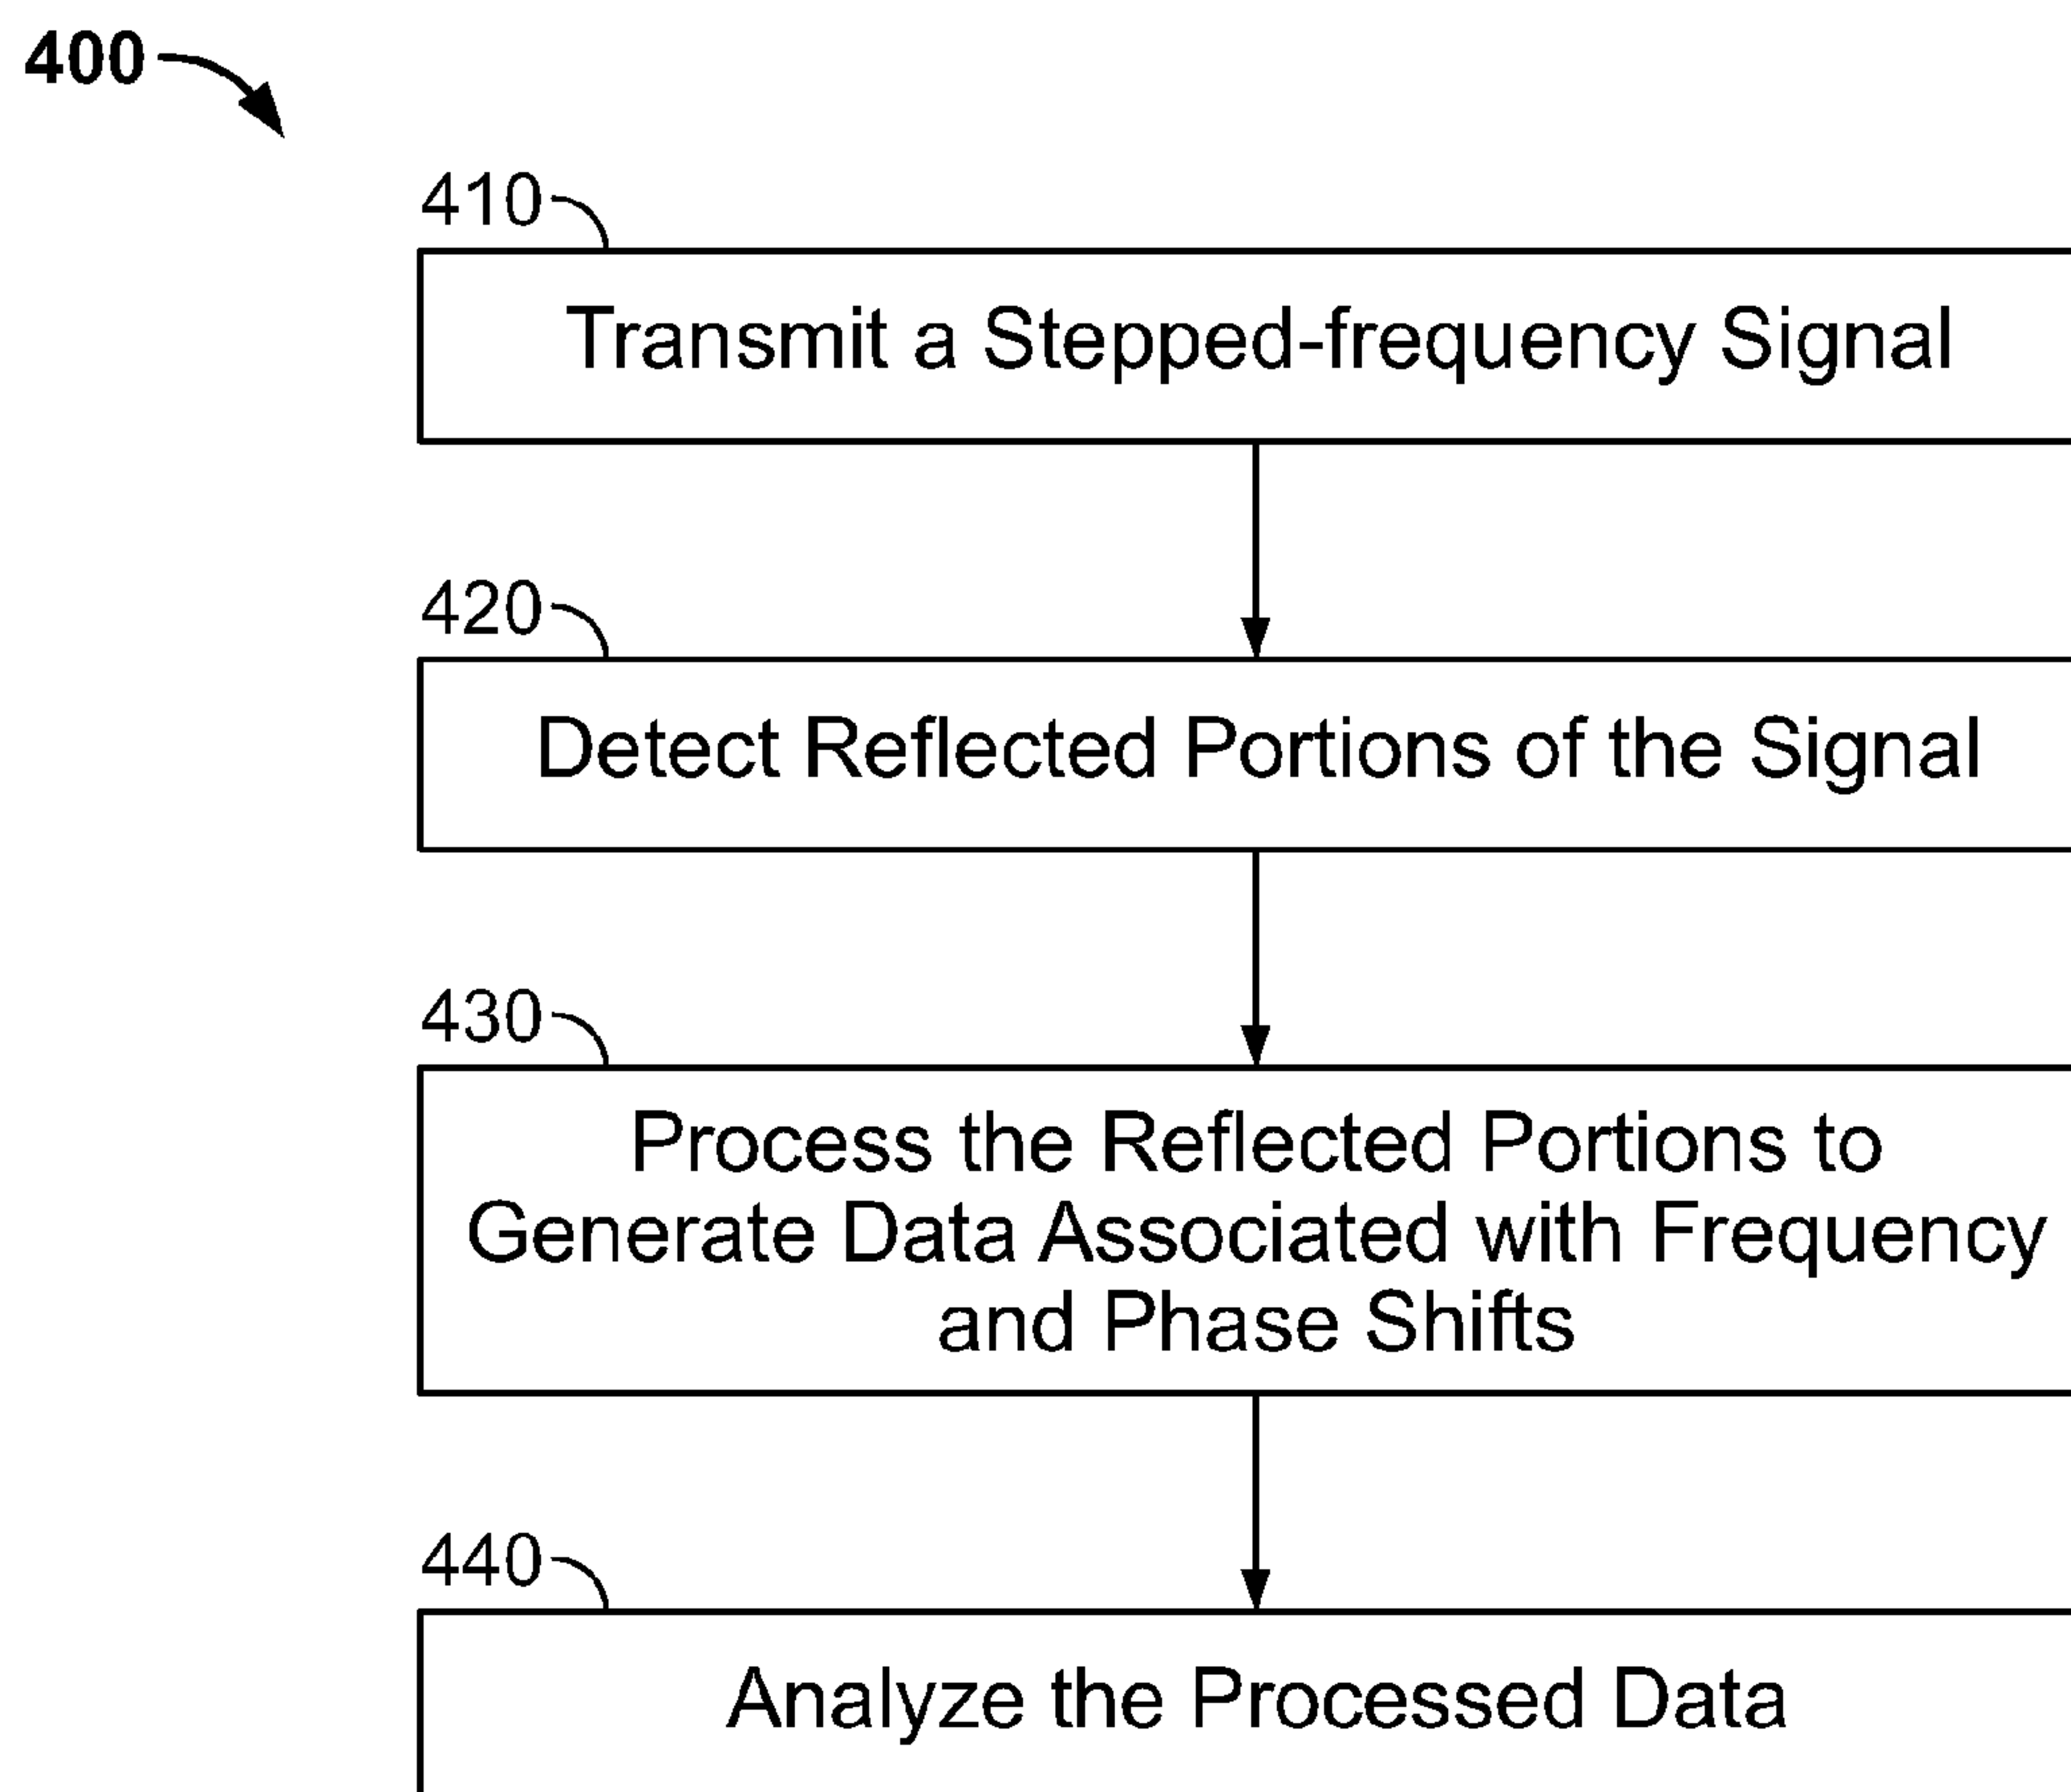 400
410
Transmit a Stepped-frequency Signal
420
Detect Reflected Portions of the Signal
430
Process the Reflected Portions to
Generate Data Associated with Frequency
and Phase Shifts
440
Analyze the Processed Data